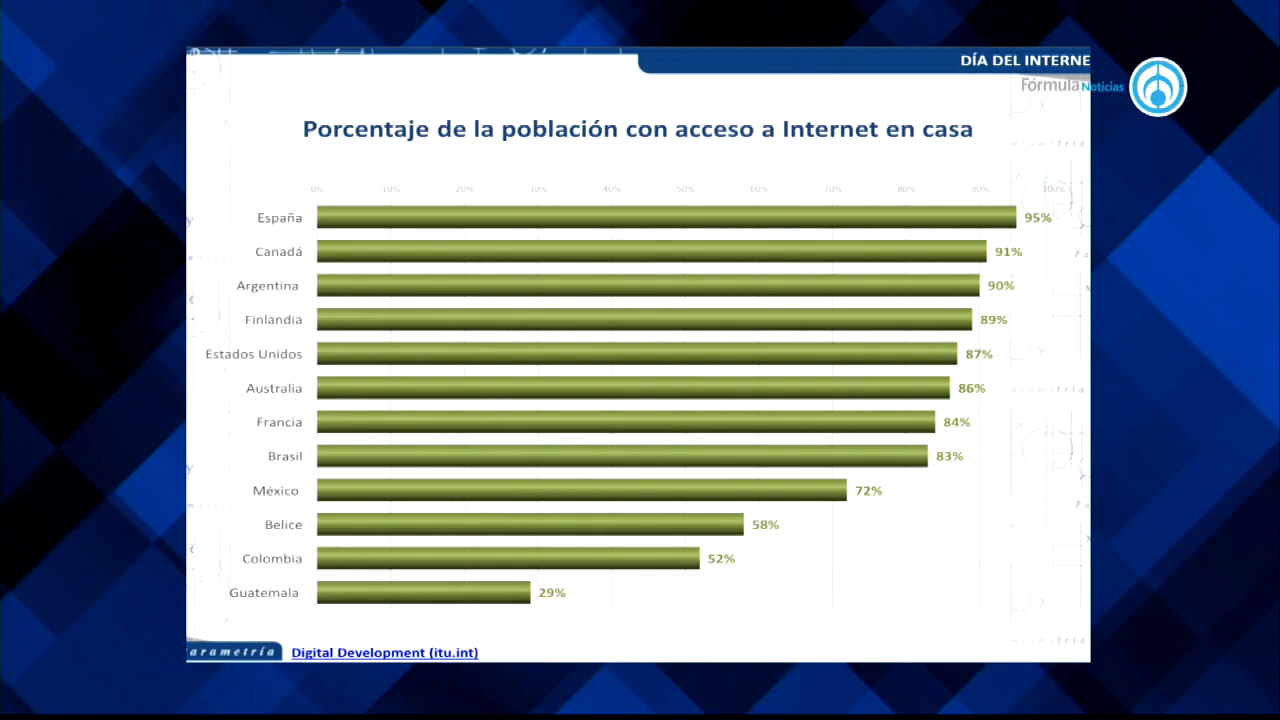 DÍA DEL INTERNE
Fórmula Noticias
Porcentaje de la población con acceso a Internet en casa
0% 10% 20% 30% 40% 50% 60% 70% 80% 90% 100%
España 95%
Canadá 91%
Argentina 90%
Finlandia 89%
Estados Unidos 87%
Australia 86%
Francia 84%
Brasil 83%
México 72%
Belice 58%
Colombia 52%
Guatemala 29%
arametría
Digital Development (itu.int)